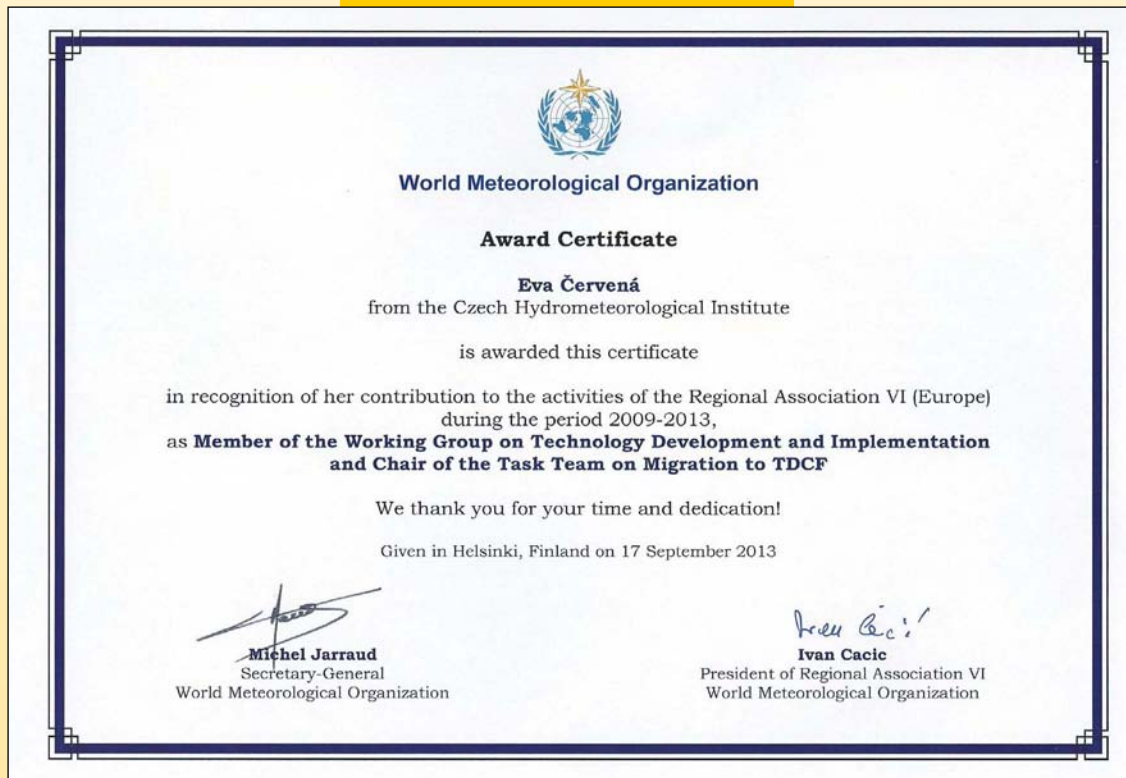 World Meteorological Organization
Award Certificate
Eva Červená
from the Czech Hydrometeorological Institute
is awarded this certificate
in recognition of her contribution to the activities of the Regional Association VI (Europe)
during the period 2009-2013,
as Member of the Working Group on Technology Development and Implementation
and Chair of the Task Team on Migration to TDCF
We thank you for your time and dedication!
Given in Helsinki, Finland on 17 September 2013
Michel Jarraud
Secretary-General
World Meteorological Organization
Ivan Cacic
President of Regional Association VI
World Meteorological Organization